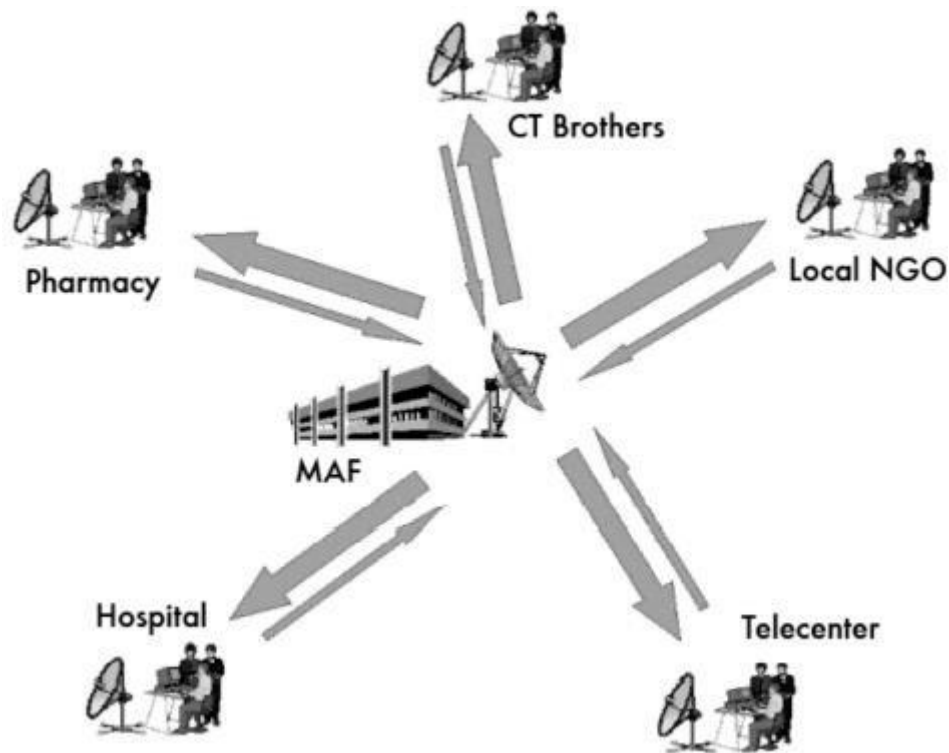 CT Brothers
Pharmacy
Local NGO
MAF
Hospital
Telecenter